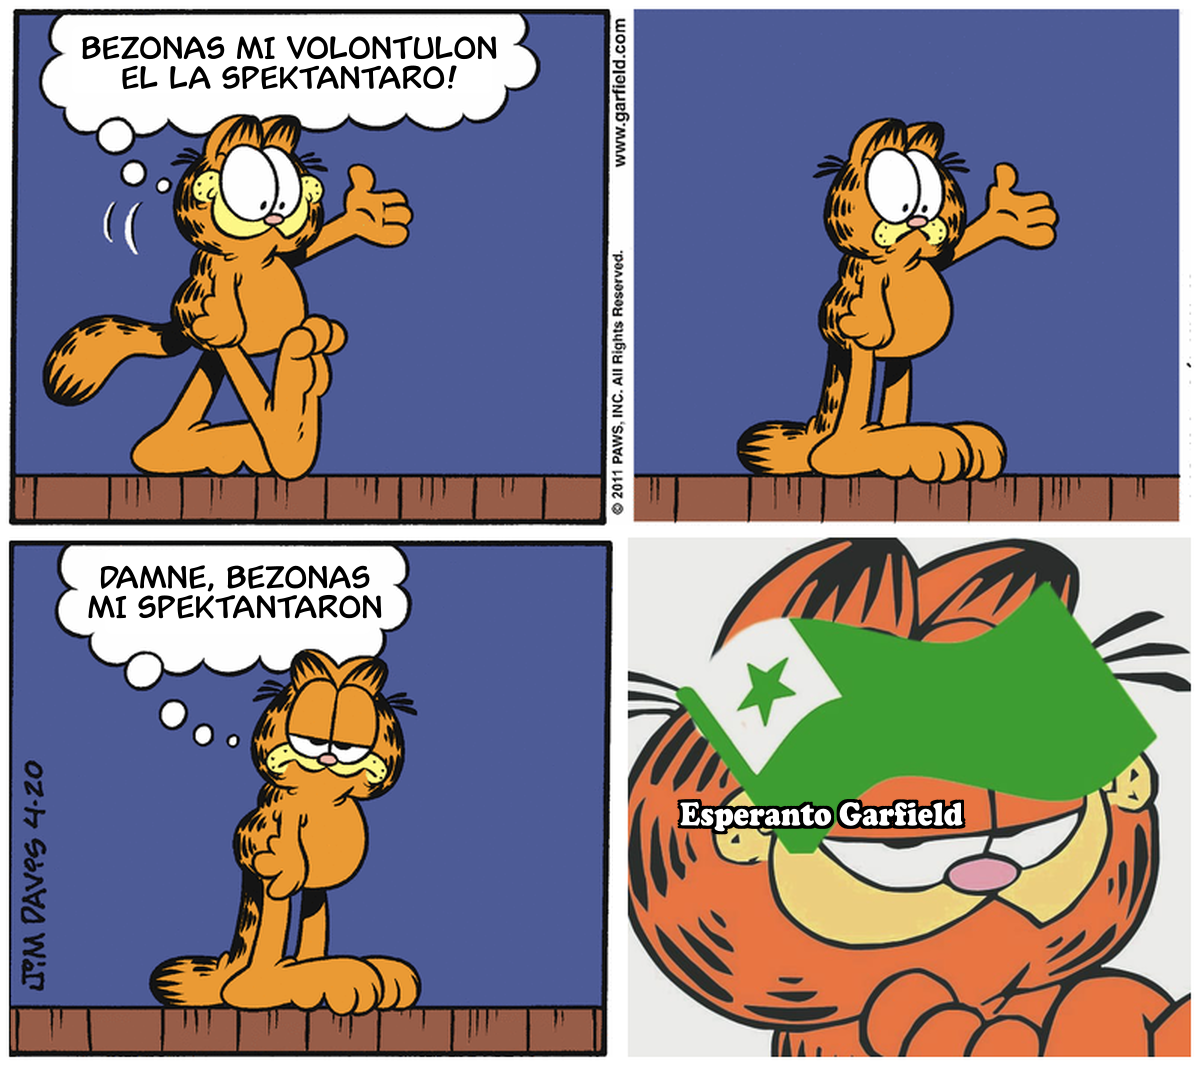 BEZONAS MI VOLONTULON
EL LA SPEKTANTARO!
www.garfield.com
© 2011 PAWS, INC. All Rights Reserved.
DAMNE, BEZONAS
MI SPEKTANTARON
JIM DAVIS 4-20
Esperanto Garfield